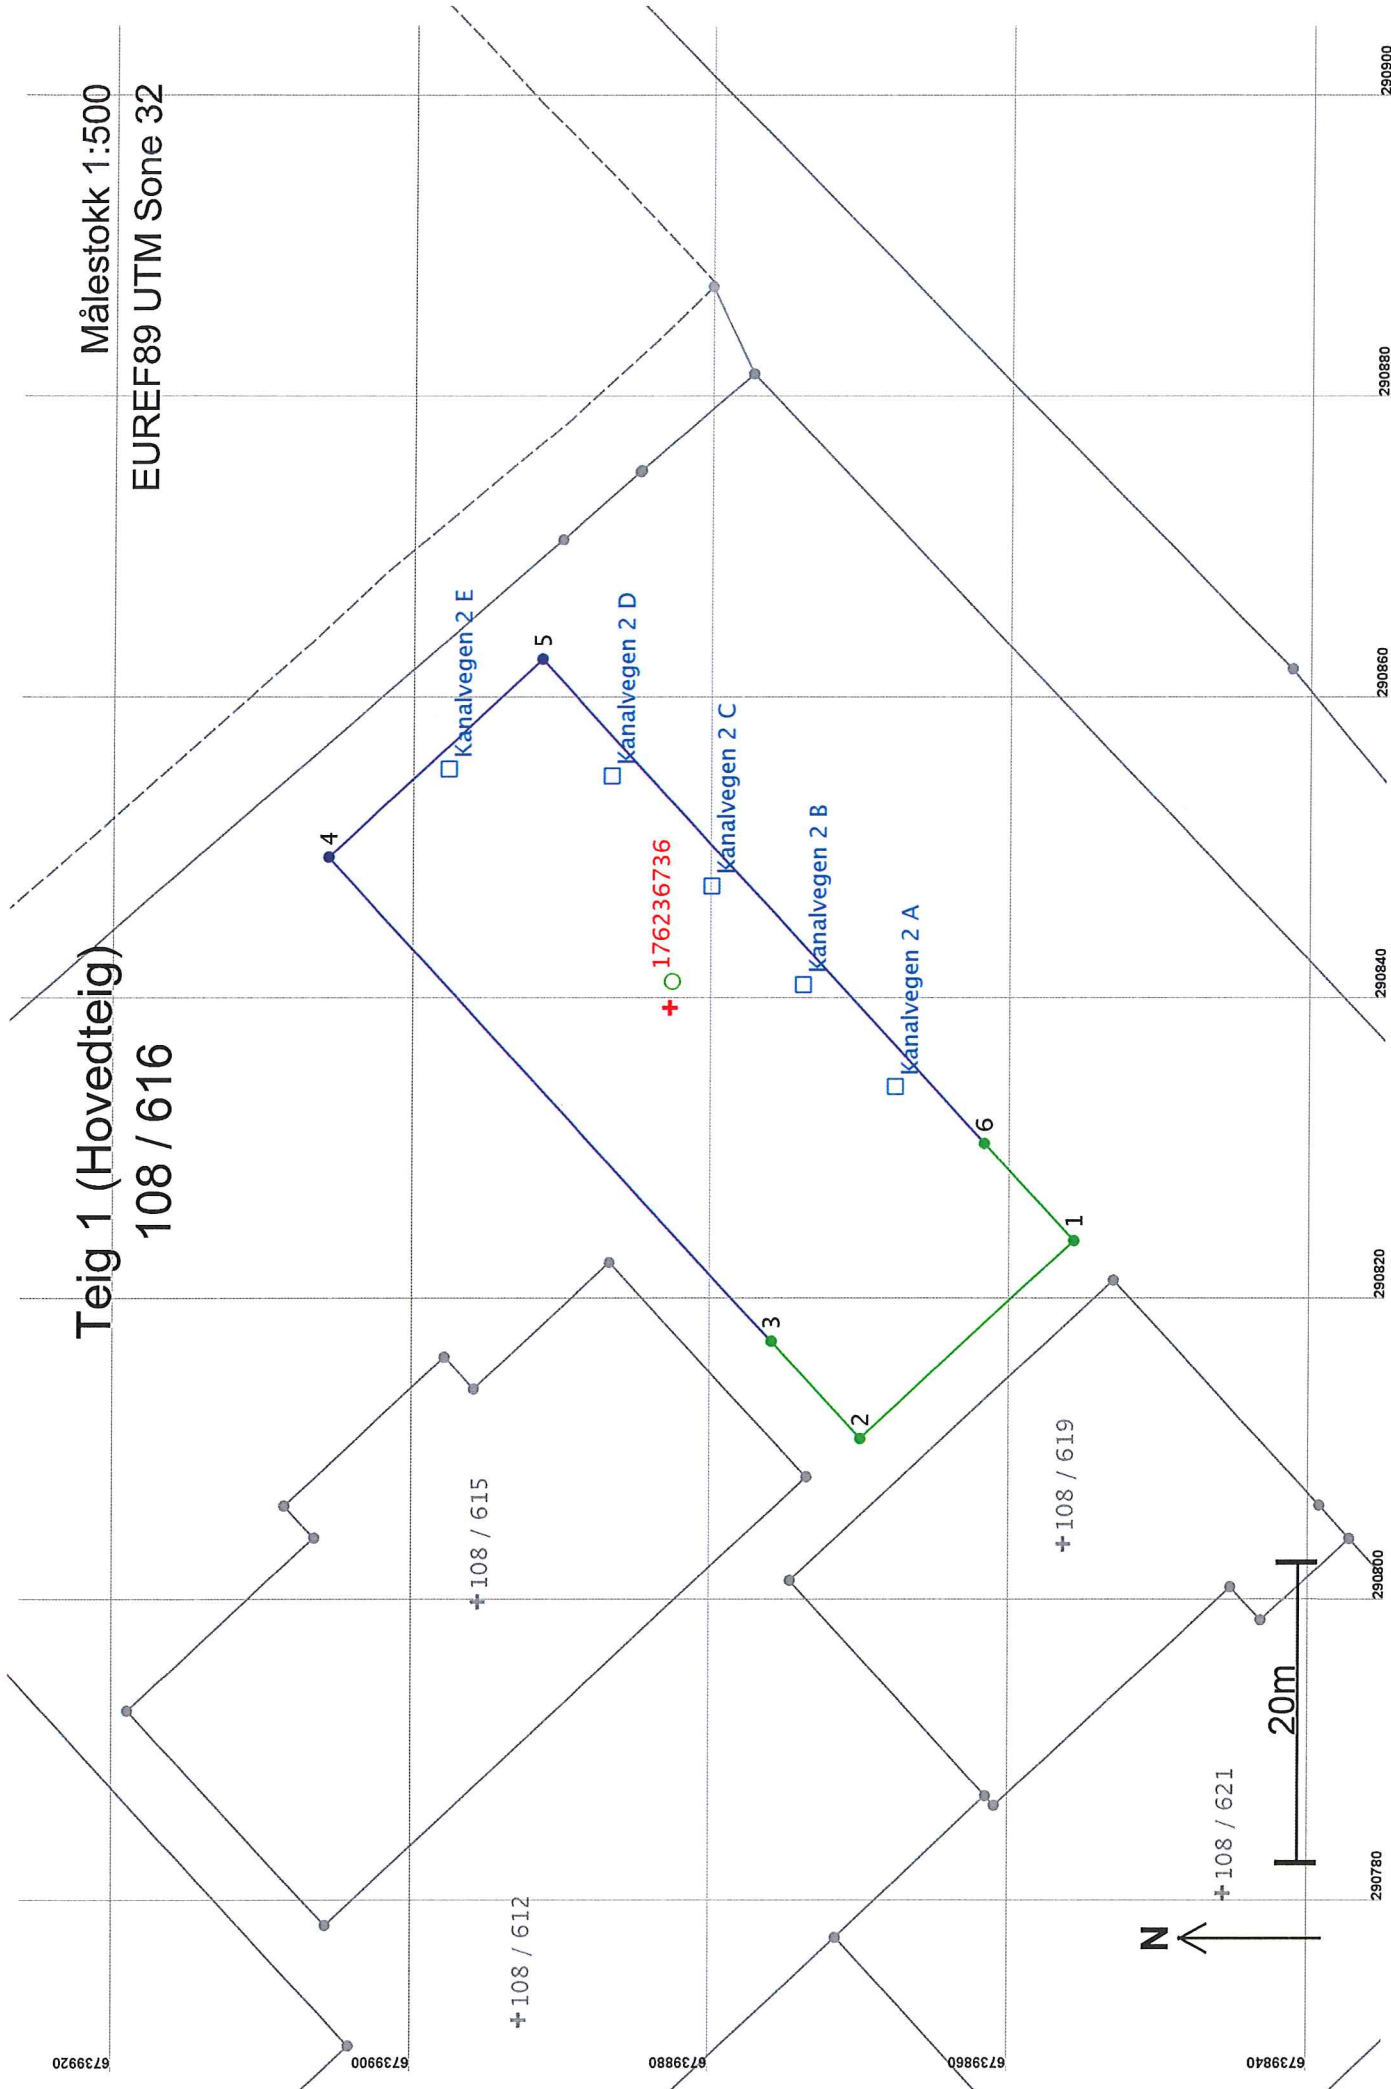 Teig 1 (Hovedteig)
108 / 616
Målestokk 1:500
EUREF89 UTM Sone 32
6739920
6739900
6739880
6739860
6739840
290780
290800
290820
290840
290860
290880
290900
4
Kanalvegen 2 E
5
Kanalvegen 2 D
176236736
Kanalvegen 2 C
Kanalvegen 2 B
Kanalvegen 2 A
6
1
3
2
108 / 615
108 / 619
108 / 612
108 / 621
N
20m